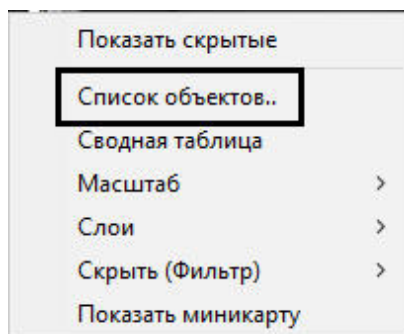 Показать скрытые
Список объектов..
Сводная таблица
Масштаб
Слои
Скрыть (Фильтр)
Показать миникарту